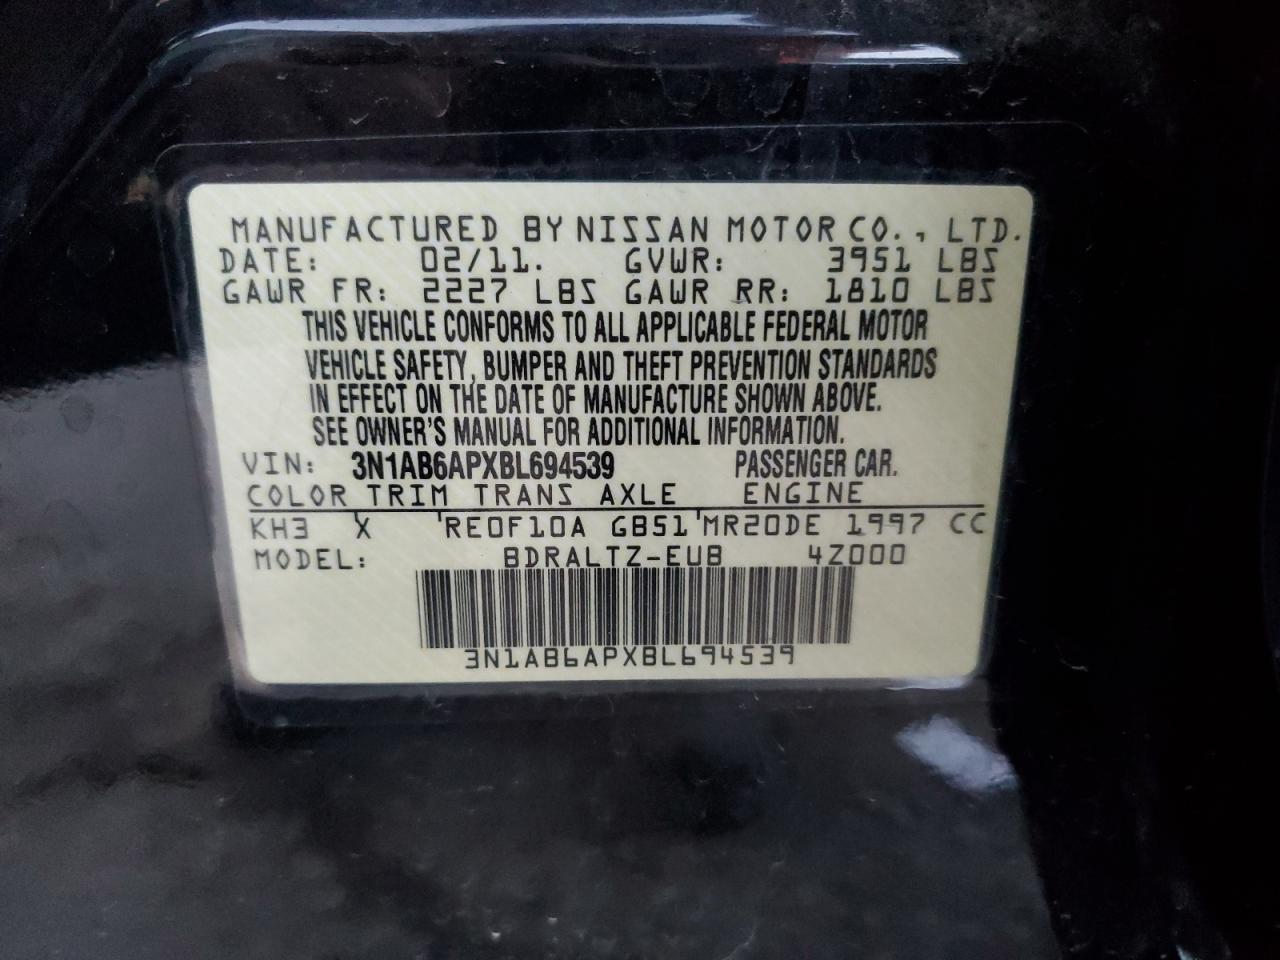 MANUFACTURED BY NISSAN MOTOR CO., LTD.
DATE: 02/11. GVWR: 3951 LBS
GAWR FR: 2227 LBS GAWR RR: 1810 LBS
THIS VEHICLE CONFORMS TO ALL APPLICABLE FEDERAL MOTOR
VEHICLE SAFETY, BUMPER AND THEFT PREVENTION STANDARDS
IN EFFECT ON THE DATE OF MANUFACTURE SHOWN ABOVE.
SEE OWNER'S MANUAL FOR ADDITIONAL INFORMATION.
VIN: 3N1AB6APXBL694539 PASSENGER CAR.
COLOR TRIM TRANS AXLE ENGINE
KH3 X RE0F10A GB51 MR20DE 1997 CC
MODEL: BDRALTZ-EUB 4Z000
3N1AB6APXBL694539